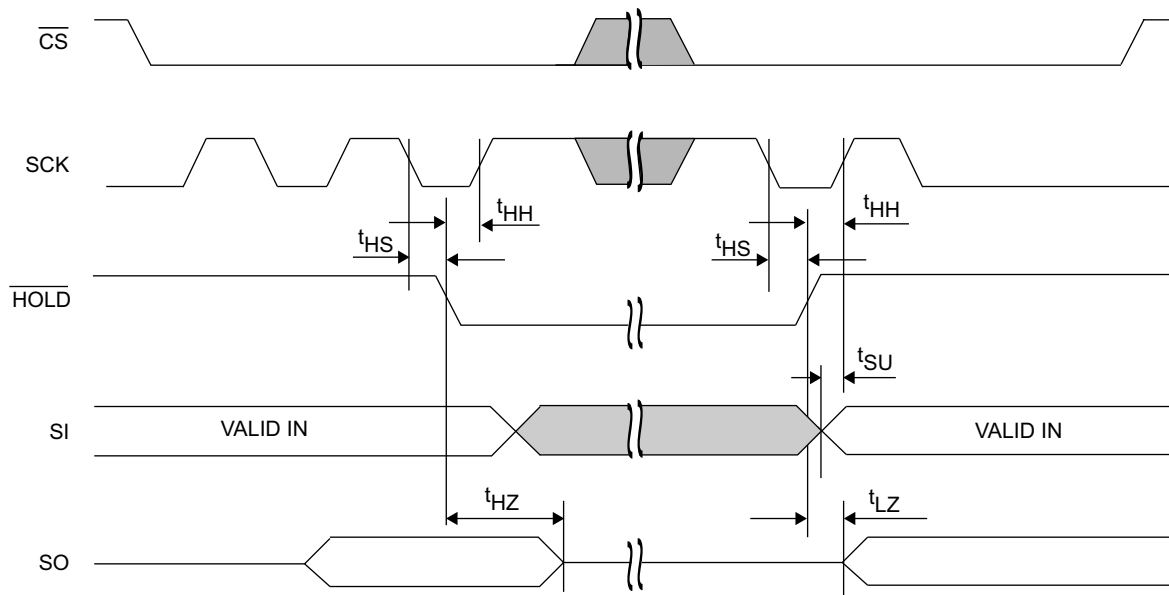 CS
SCK
tHH
tHH
tHS
tHS
HOLD
tSU
SI
VALID IN
VALID IN
tHZ
tLZ
SO